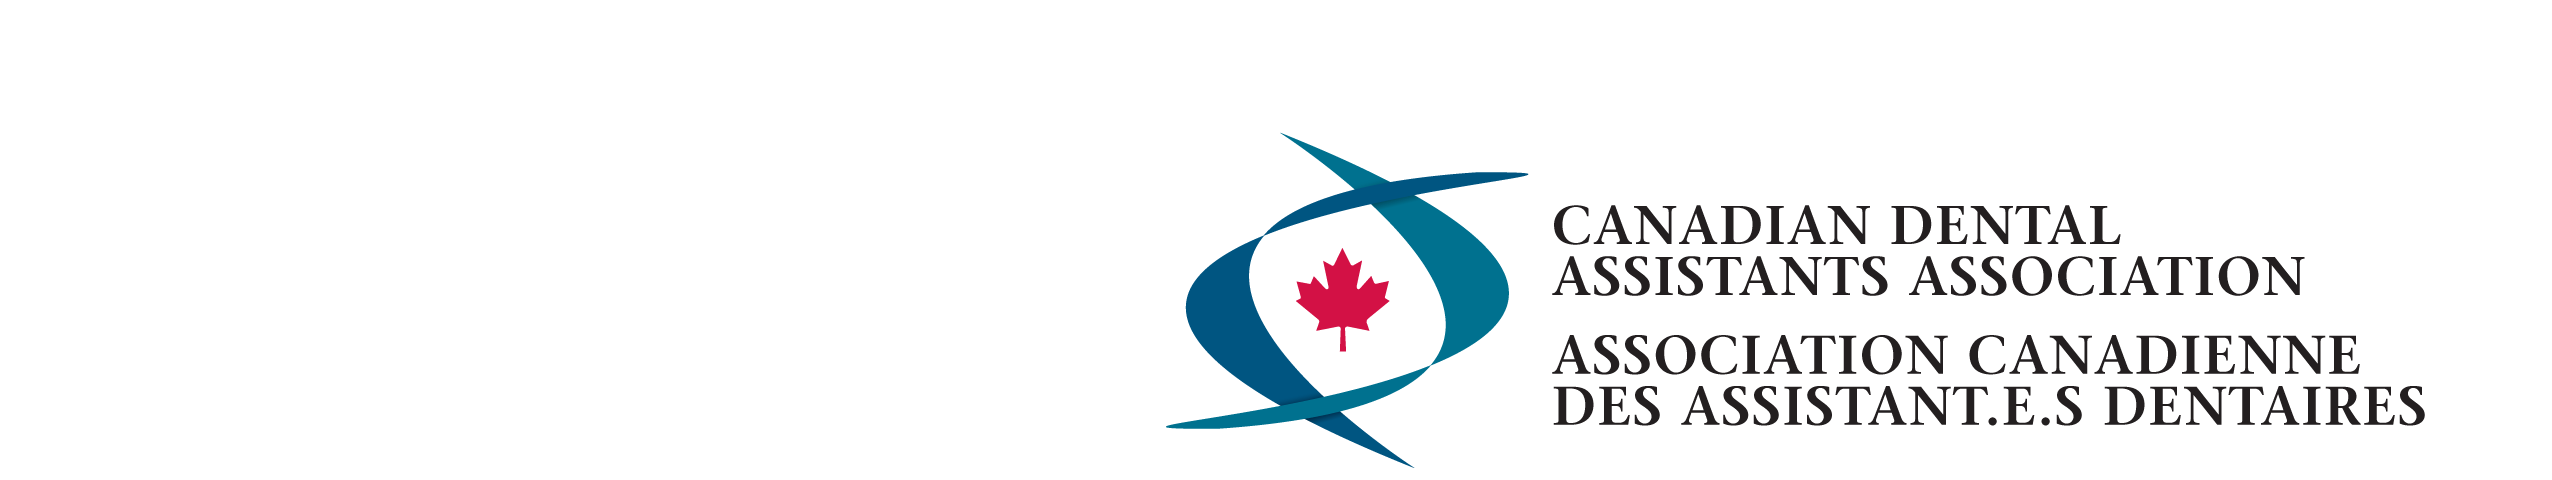 CANADIAN DENTAL
ASSISTANTS ASSOCIATION
ASSOCIATION CANADIENNE
DES ASSISTANT.E.S DENTAIRES